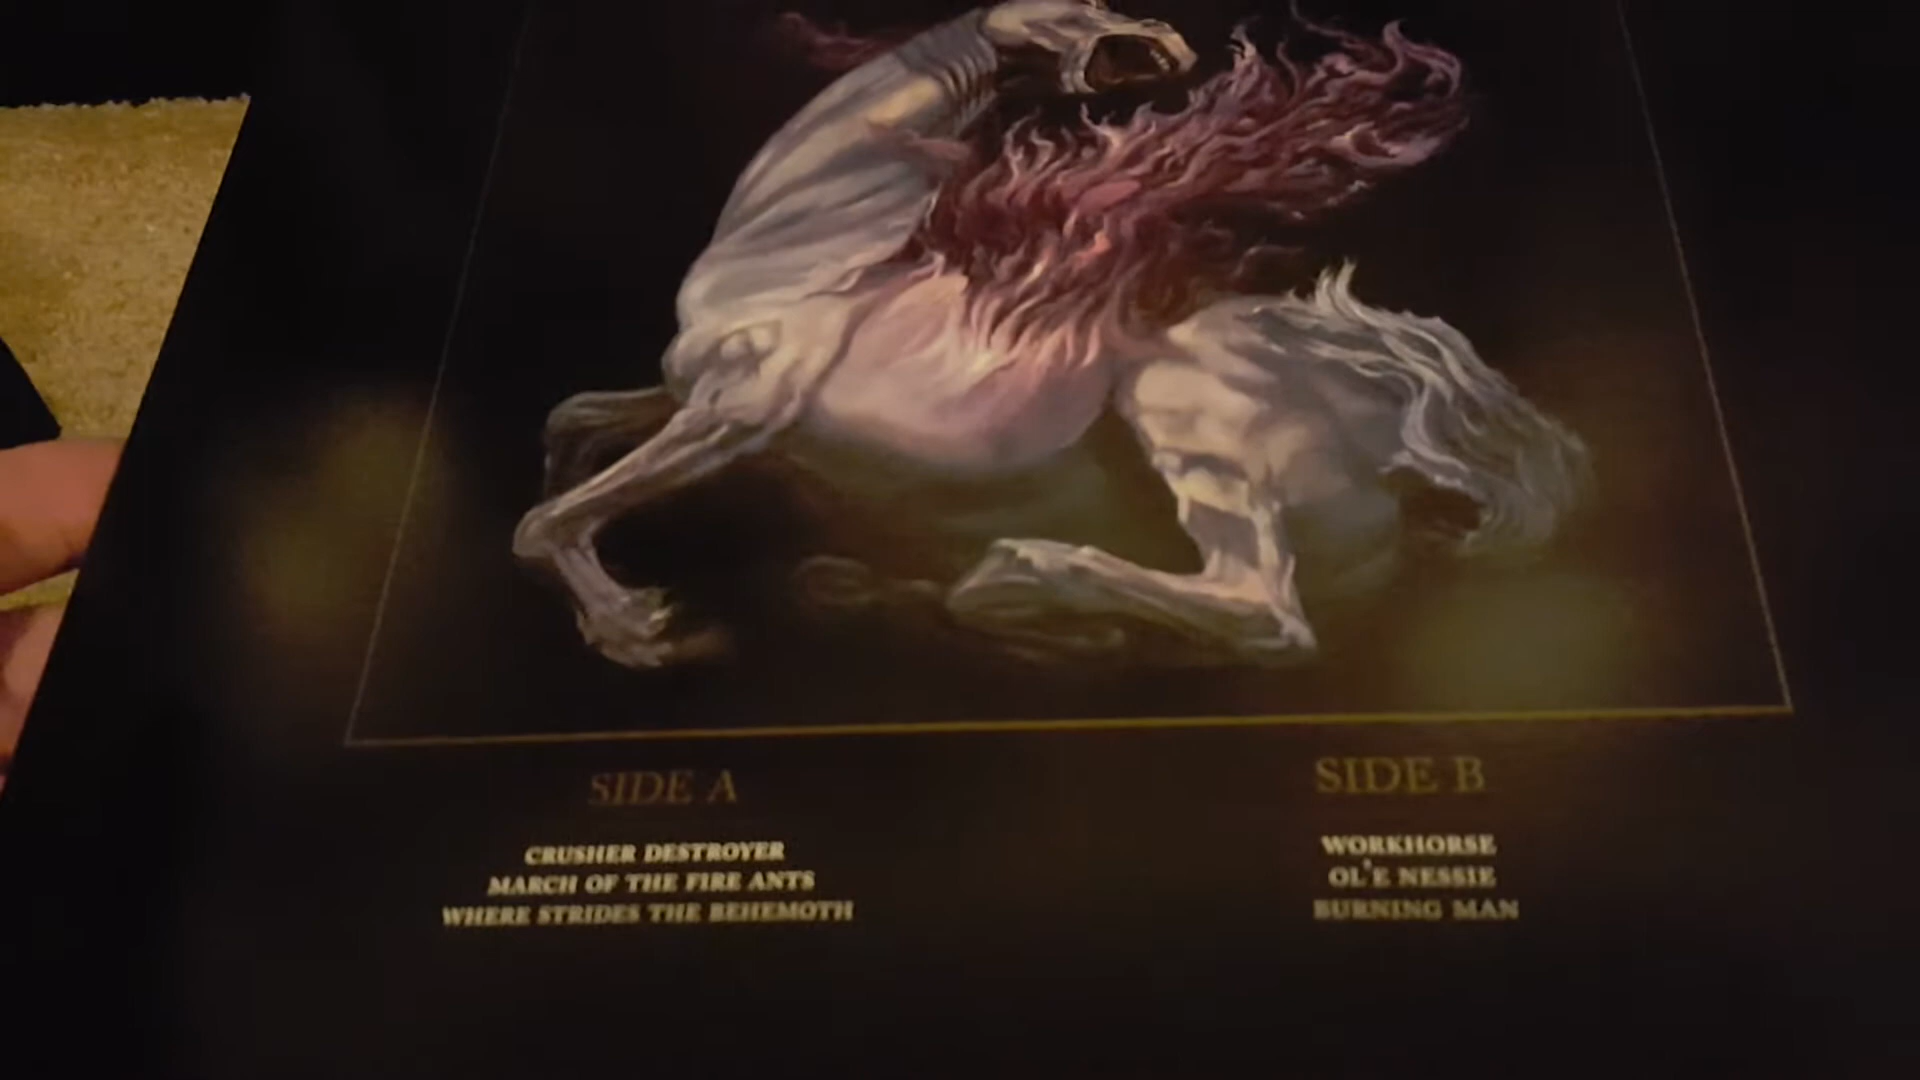 SIDE A
CRUSHER DESTROYER
MARCH OF THE FIRE ANTS
WHERE STRIDES THE BEHEMOTH
SIDE B
WORKHORSE
OL'E NESSIE
BURNING MAN